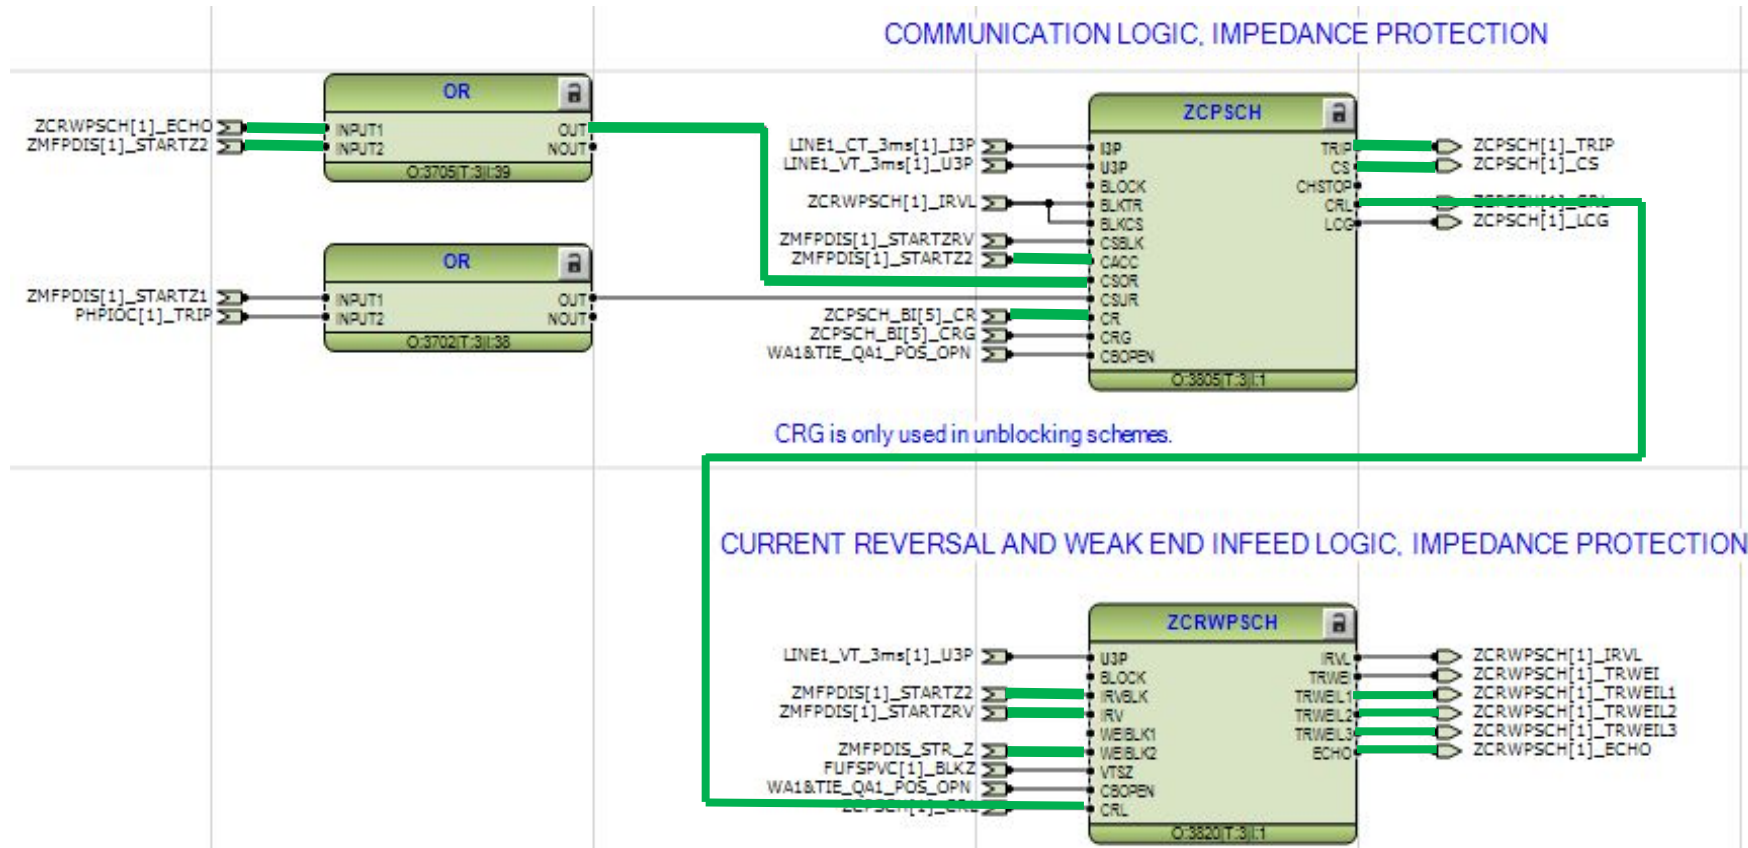 COMMUNICATION LOGIC, IMPEDANCE PROTECTION
OR
ZCRWPSCH[1]_ECHO
ZMFPDIS[1]_STARTZ2
INPUT1
INPUT2
OUT
NOUT
O:3705|T:3|I:39
OR
ZMFPDIS[1]_STARTZ1
PHPIOC[1]_TRIP
INPUT1
INPUT2
OUT
NOUT
O:3702|T:3|I:38
ZCPSCH
LINE1_CT_3ms[1]_I3P
LINE1_VT_3ms[1]_U3P
ZCRWPSCH[1]_IRVL
ZMFPDIS[1]_STARTZRV
ZMFPDIS[1]_STARTZ2
ZCPSCH_BI[5]_CR
ZCPSCH_BI[5]_CRG
WA1&TIE_QA1_POS_OPN
I3P
U3P
BLOCK
BLKTR
BLKCS
CSBLK
CACC
CSOR
CSUR
CR
CRG
CBOPEN
TRIP
CS
CHSTOP
CRL
LCG
ZCPSCH[1]_TRIP
ZCPSCH[1]_CS
ZCPSCH[1]_CRL
ZCPSCH[1]_LCG
O:3805|T:3|I:1
CRG is only used in unblocking schemes.
CURRENT REVERSAL AND WEAK END INFEED LOGIC, IMPEDANCE PROTECTION
ZCRWPSCH
LINE1_VT_3ms[1]_U3P
ZMFPDIS[1]_STARTZ2
ZMFPDIS[1]_STARTZRV
ZMFPDIS_STR_Z
FUFSPVC[1]_BLKZ
WA1&TIE_QA1_POS_OPN
ZCPSCH[1]_CRL
U3P
BLOCK
IRVBLK
IRV
WEIBLK1
WEIBLK2
VTSZ
CBOPEN
CRL
IRVL
TRWEI
TRWEIL1
TRWEIL2
TRWEIL3
ECHO
ZCRWPSCH[1]_IRVL
ZCRWPSCH[1]_TRWEI
ZCRWPSCH[1]_TRWEIL1
ZCRWPSCH[1]_TRWEIL2
ZCRWPSCH[1]_TRWEIL3
ZCRWPSCH[1]_ECHO
O:3820|T:3|I:1